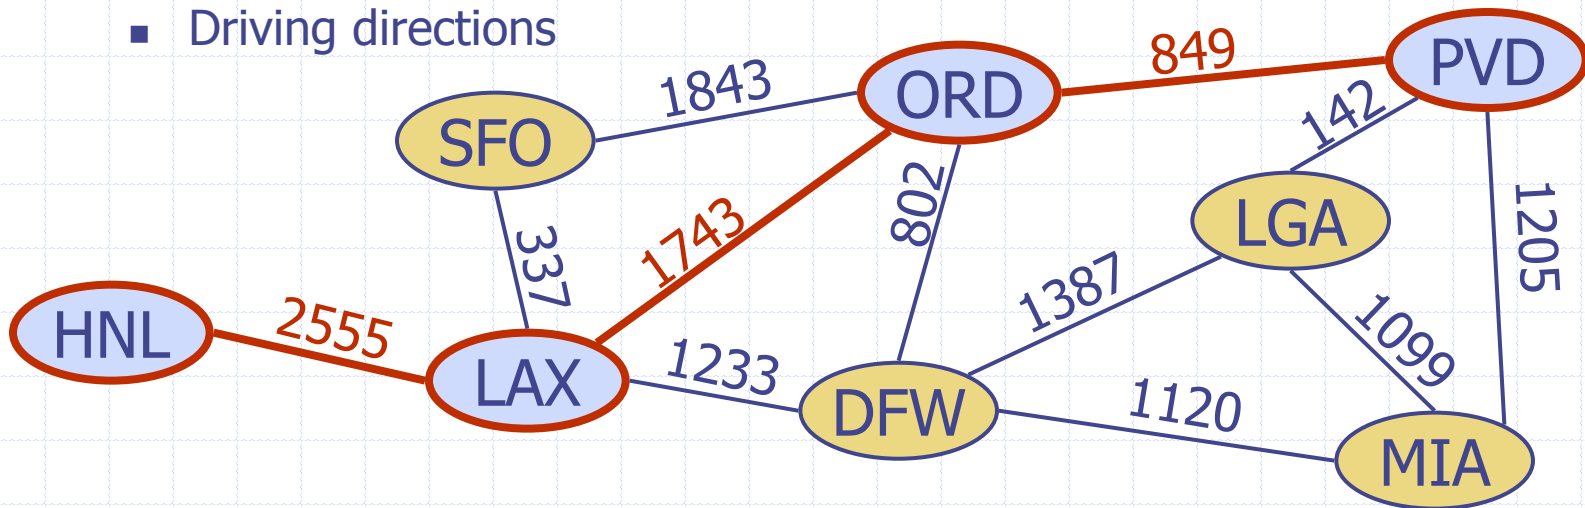 Driving directions
849
PVD
1843
ORD
142
SFO
802
LGA
1205
1743
337
1387
HNL
2555
1099
LAX
1233
DFW
1120
MIA